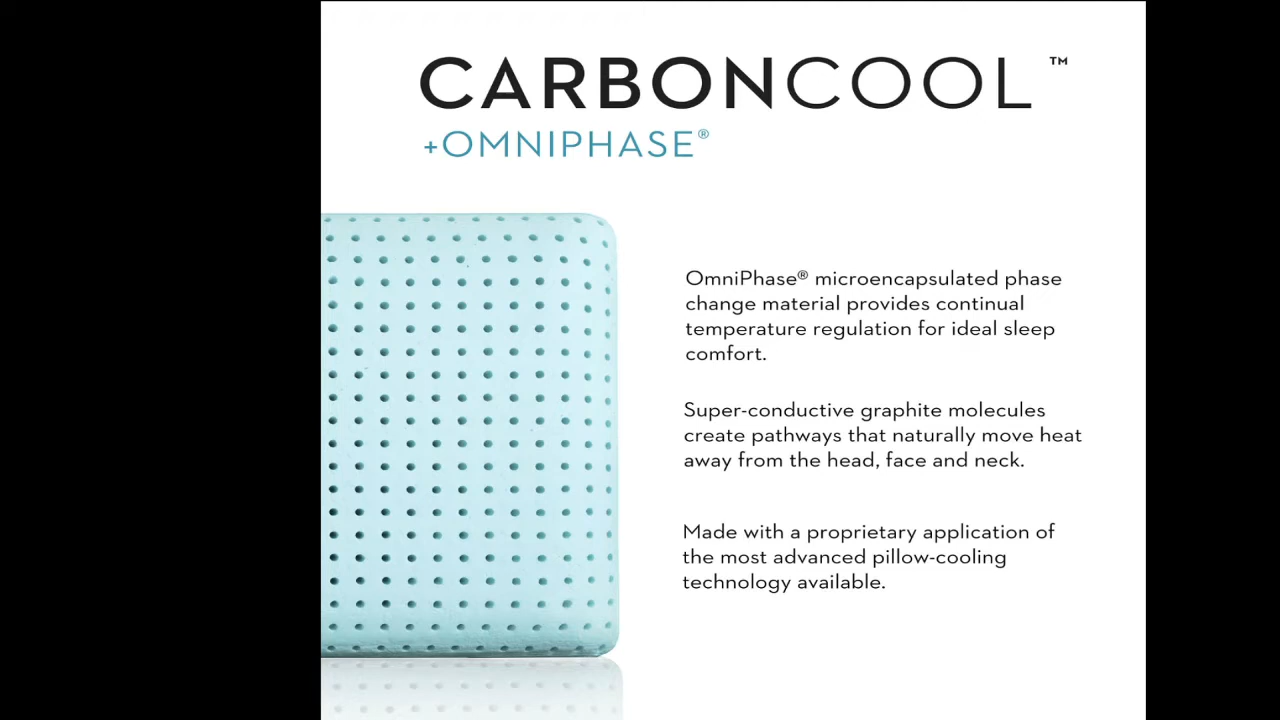 CARBONCOOL™
+OMNIPHASE®
OmniPhase® microencapsulated phase
change material provides continual
temperature regulation for ideal sleep
comfort.
Super-conductive graphite molecules
create pathways that naturally move heat
away from the head, face and neck.
Made with a proprietary application of
the most advanced pillow-cooling
technology available.